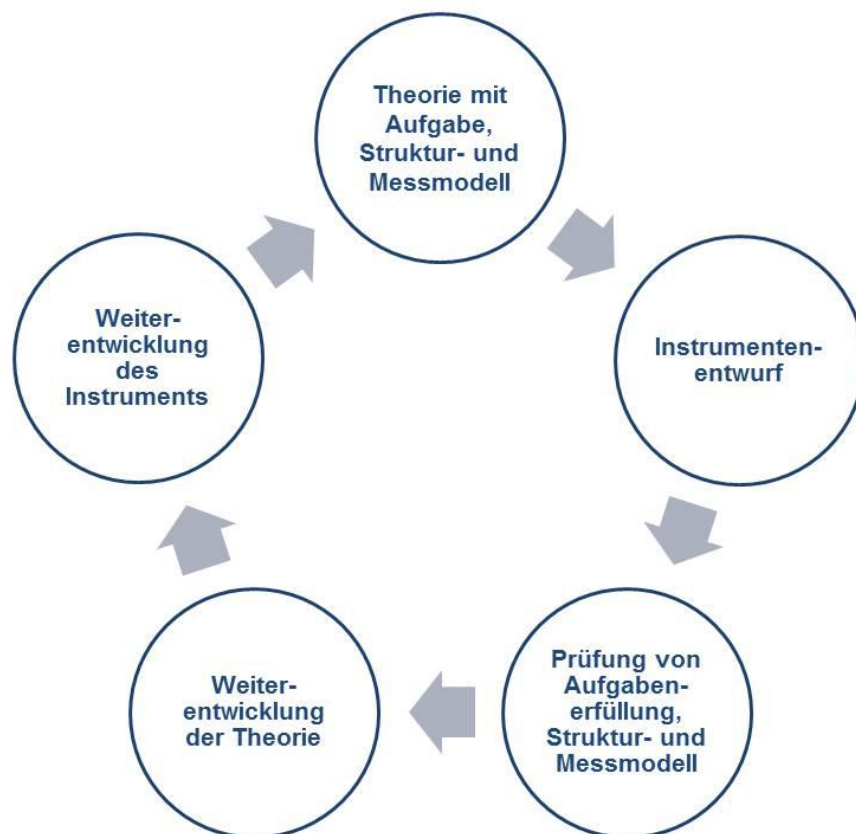 Theorie mit
Aufgabe,
Struktur- und
Messmodell
Instrumenten-
entwurf
Prüfung von
Aufgaben-
erfüllung,
Struktur- und
Messmodell
Weiter-
entwicklung
der Theorie
Weiter-
entwicklung
des
Instruments